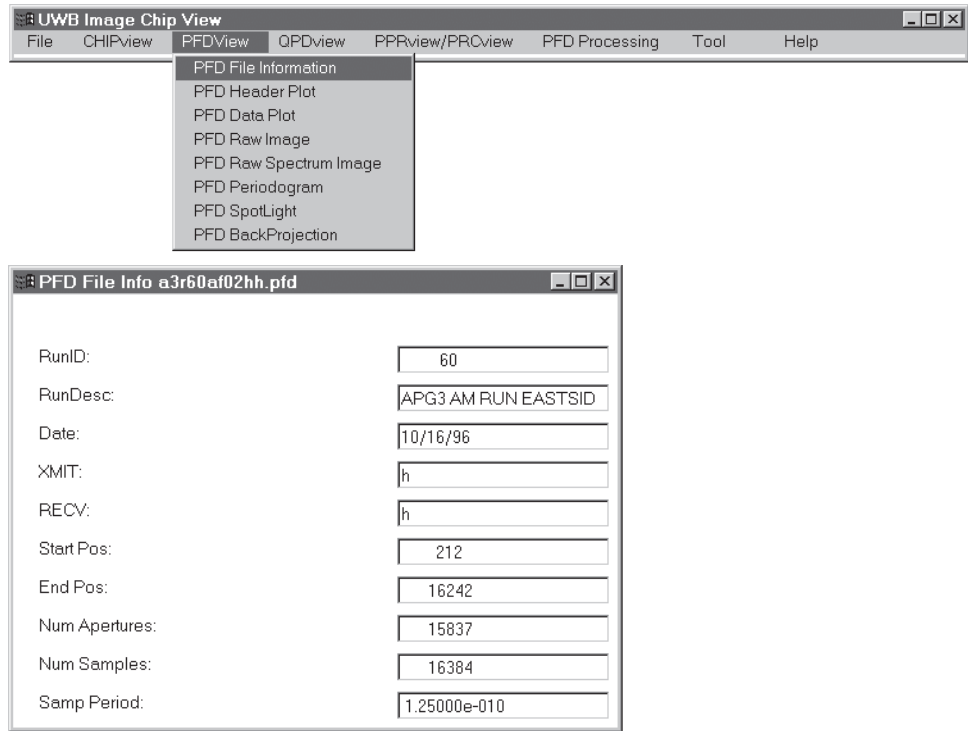 UWB Image Chip View
File CHIPview PFDView QPDview PPRview/PRCview PFD Processing Tool Help
PFD File Information
PFD Header Plot
PFD Data Plot
PFD Raw Image
PFD Raw Spectrum Image
PFD Periodogram
PFD SpotLight
PFD BackProjection
PFD File Info a3r60af02hh.pfd
RunID: 60
RunDesc: APG3 AM RUN EASTSID
Date: 10/16/96
XMIT: h
RECV: h
Start Pos: 212
End Pos: 16242
Num Apertures: 15837
Num Samples: 16384
Samp Period: 1.25000e-010